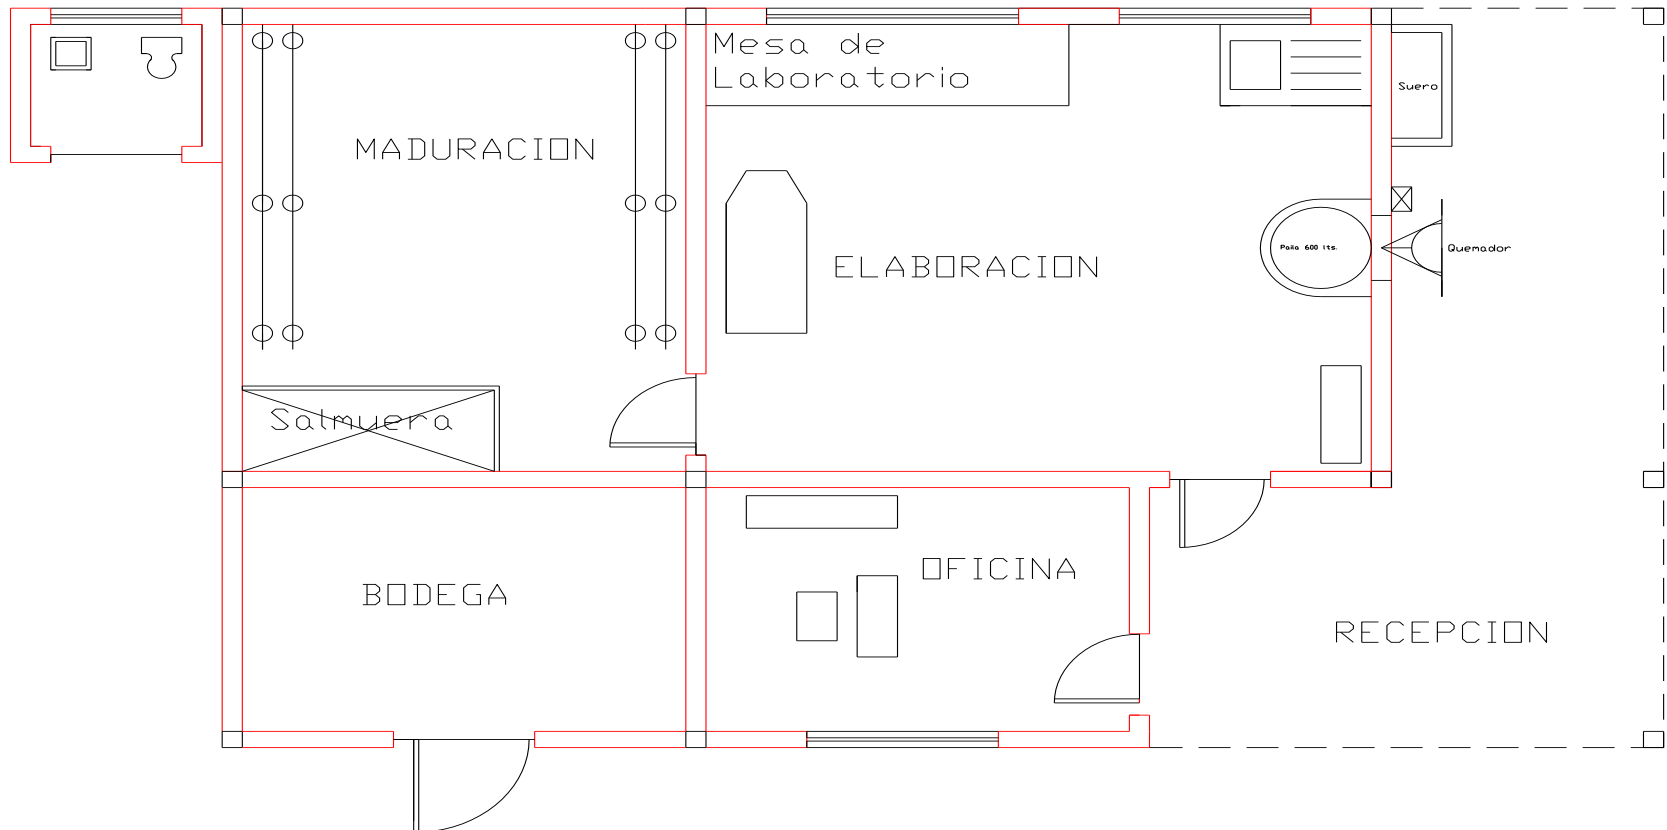 Mesa de
Laboratorio
Suero
MADURACION
Paila 600 lts.
Quemador
ELABORACION
Salmuera
OFICINA
BODEGA
RECEPCION